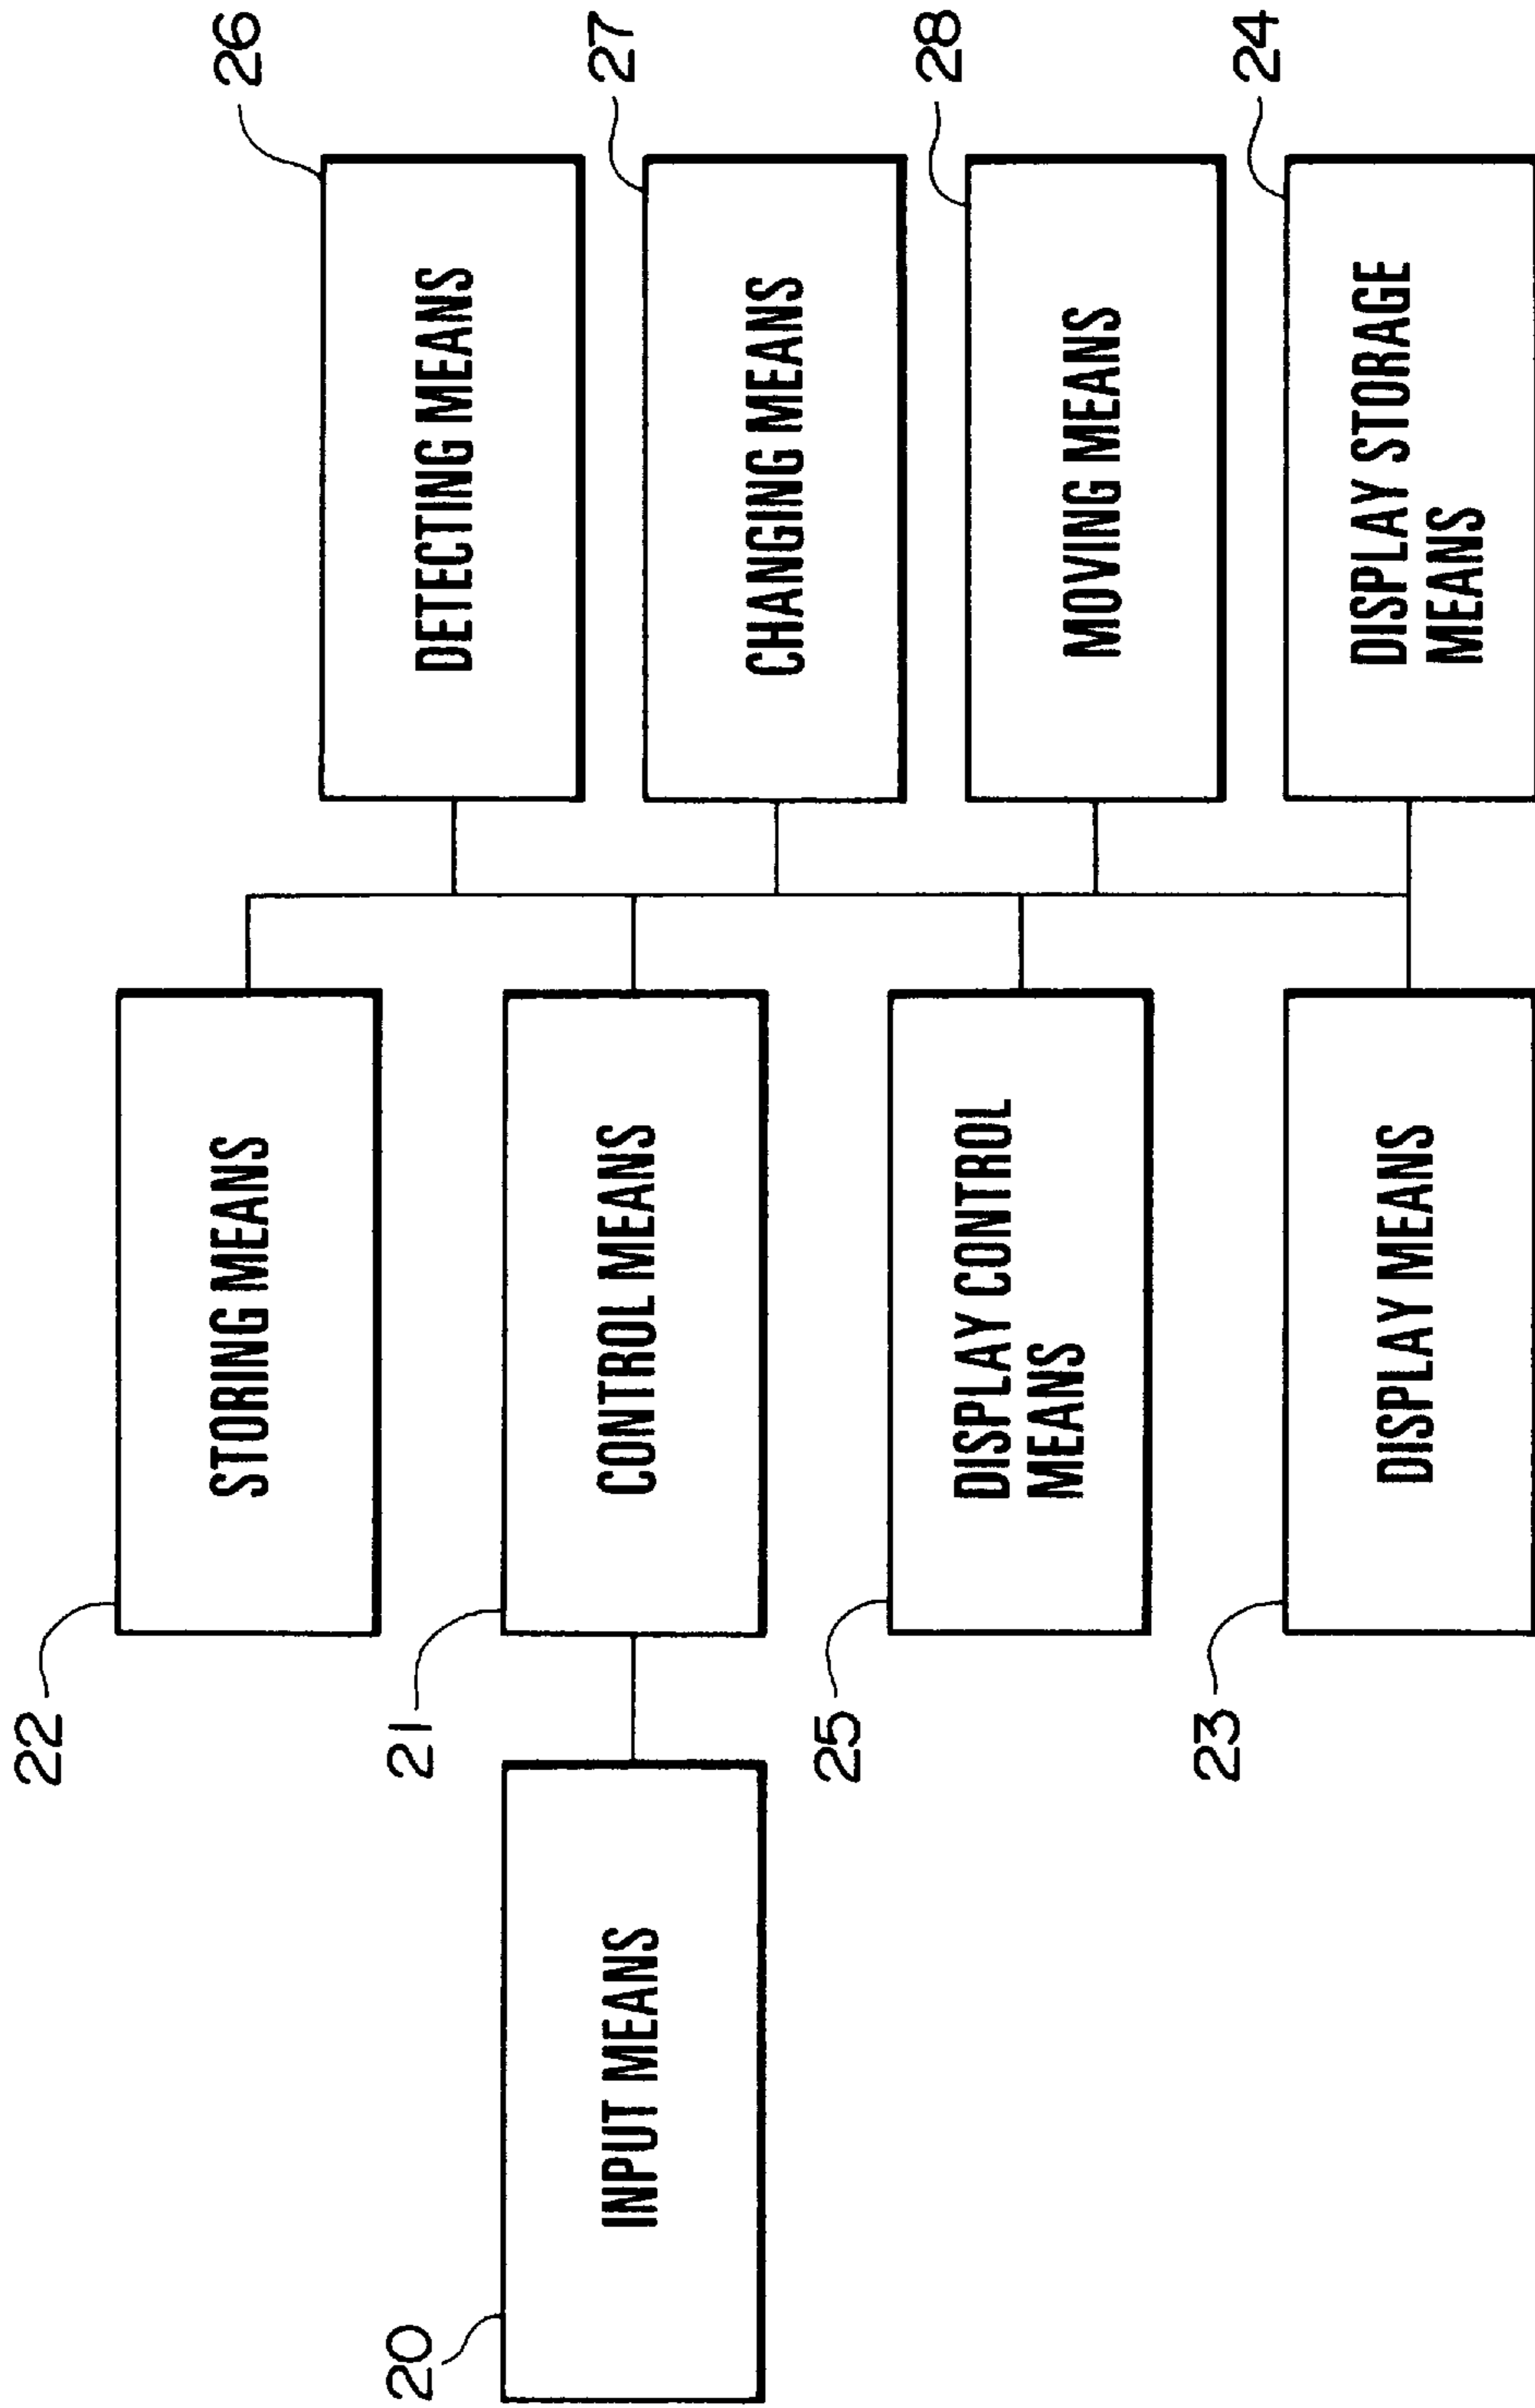 22
STORING MEANS
26
DETECTING MEANS
20
INPUT MEANS
21
CONTROL MEANS
27
CHANGING MEANS
25
DISPLAY CONTROL
MEANS
28
MOVING MEANS
23
DISPLAY MEANS
24
DISPLAY STORAGE
MEANS